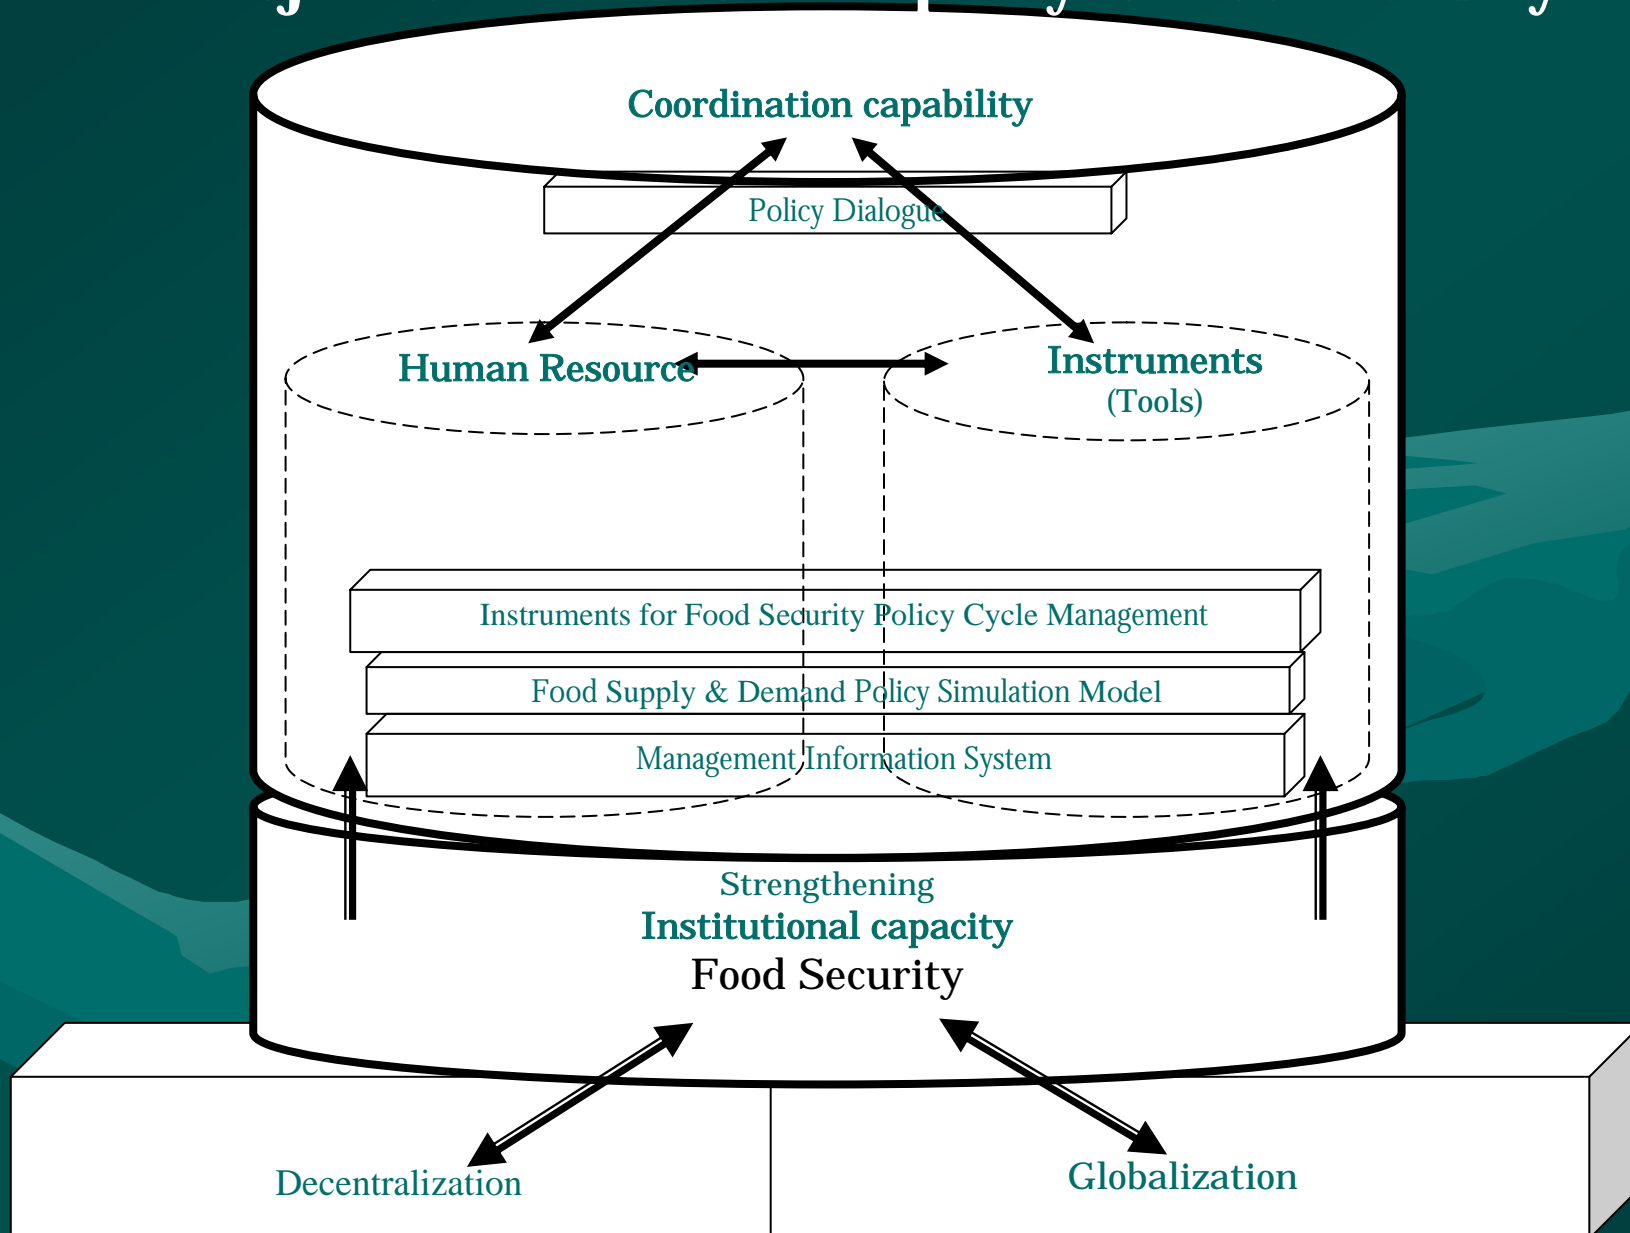 Coordination capability
Policy Dialogue
Human Resource
Instruments
(Tools)
Instruments for Food Security Policy Cycle Management
Food Supply & Demand Policy Simulation Model
Management Information System
Strengthening
Institutional capacity
Food Security
Decentralization
Globalization